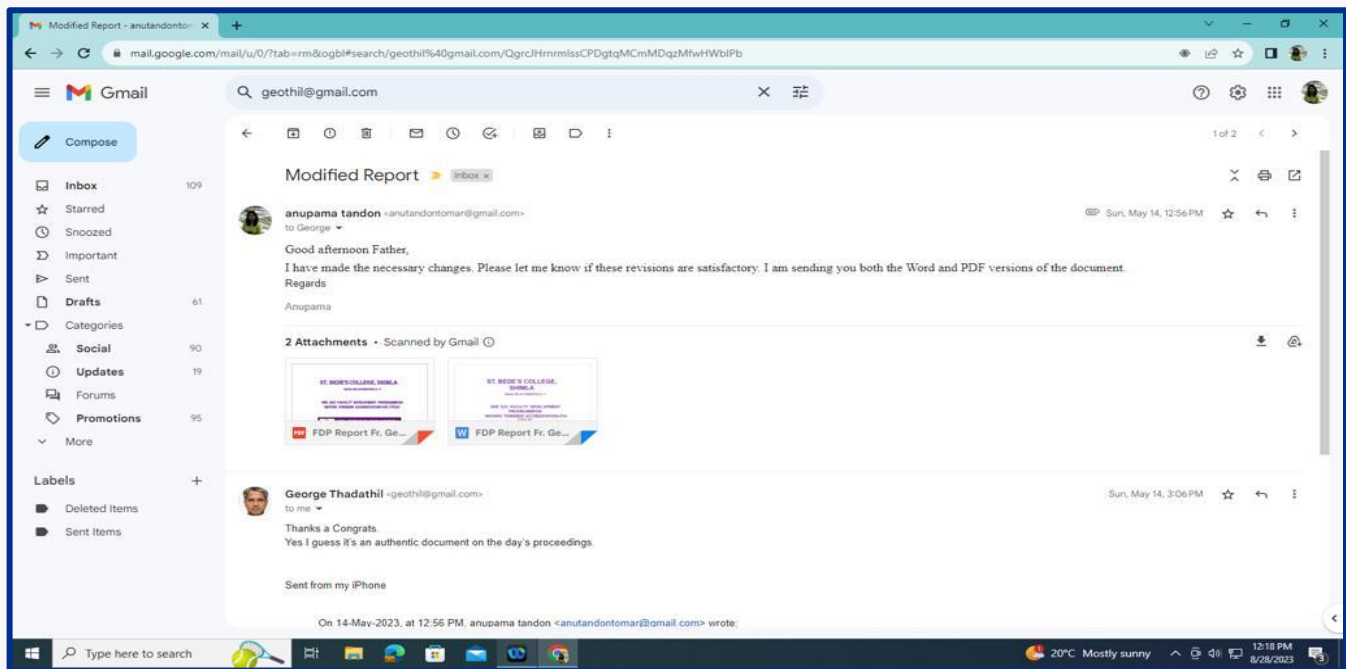 Modified Report - anutandonton
mail.google.com/mail/u/0/?tab=rm&ogbl#search/geothil%40gmail.com/QgrcJHrnrmlssCPDgtqMCmMDqzMfwHWblPb
Gmail
geothil@gmail.com
Compose
1 of 2
Modified Report
Inbox x
Inbox 109
Starred
Snoozed
Important
Sent
Drafts 61
Categories
Social 90
Updates 19
Forums
Promotions 95
More
Labels
Deleted Items
Sent Items
anupama tandon <anutandontomar@gmail.com>
Sun, May 14, 12:56 PM
to George
Good afternoon Father,
I have made the necessary changes. Please let me know if these revisions are satisfactory. I am sending you both the Word and PDF versions of the document.
Regards
Anupama
2 Attachments • Scanned by Gmail
ST. BEDE'S COLLEGE, SHIMLA
PDF FDP Report Fr. Ge...
ST. BEDE'S COLLEGE,
SHIMLA
W FDP Report Fr. Ge...
George Thadathil <geothil@gmail.com>
Sun, May 14, 3:06 PM
to me
Thanks a Congrats.
Yes I guess it's an authentic document on the day's proceedings.
Sent from my iPhone
On 14-May-2023, at 12:56 PM, anupama tandon <anutandontomar@gmail.com> wrote:
Type here to search
20°C Mostly sunny
12:18 PM
8/28/2023